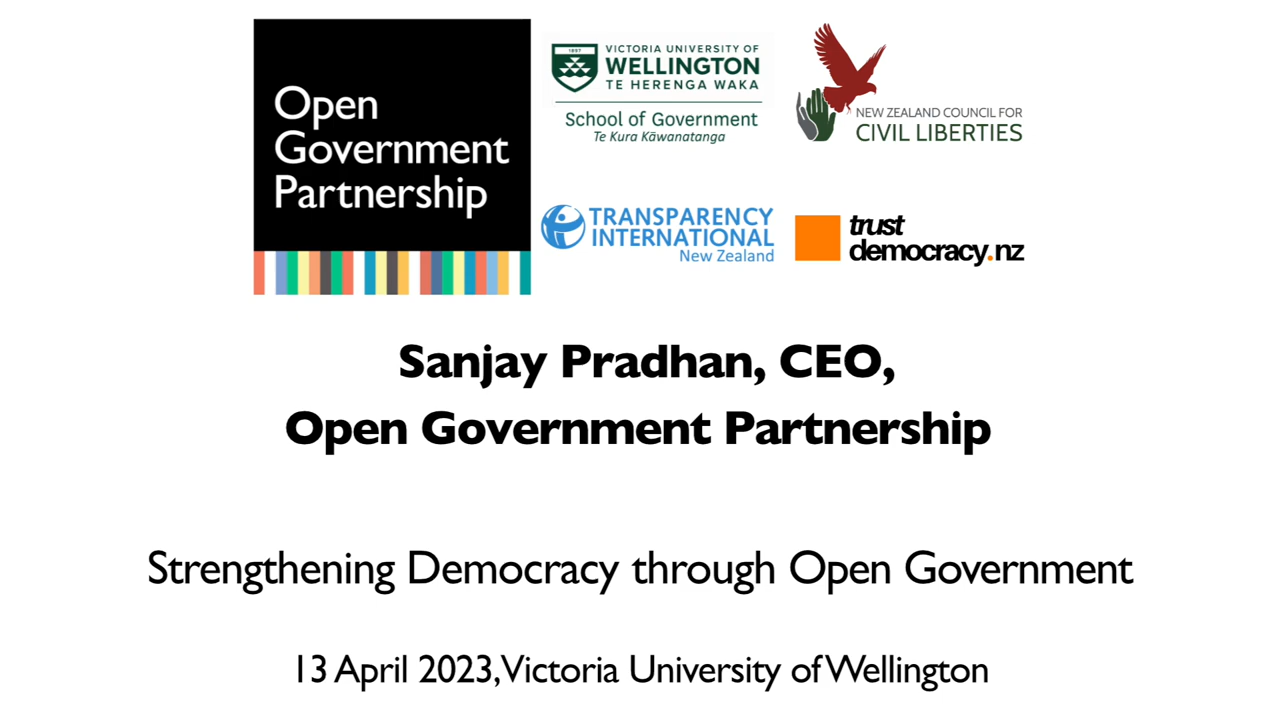 Open
Government
Partnership
1897
VICTORIA UNIVERSITY OF
WELLINGTON
TE HERENGA WAKA
School of Government
Te Kura Kāwanatanga
NEW ZEALAND COUNCIL FOR
CIVIL LIBERTIES
TRANSPARENCY
INTERNATIONAL
New Zealand
trust
democracy.nz
Sanjay Pradhan, CEO,
Open Government Partnership
Strengthening Democracy through Open Government
13 April 2023, Victoria University of Wellington